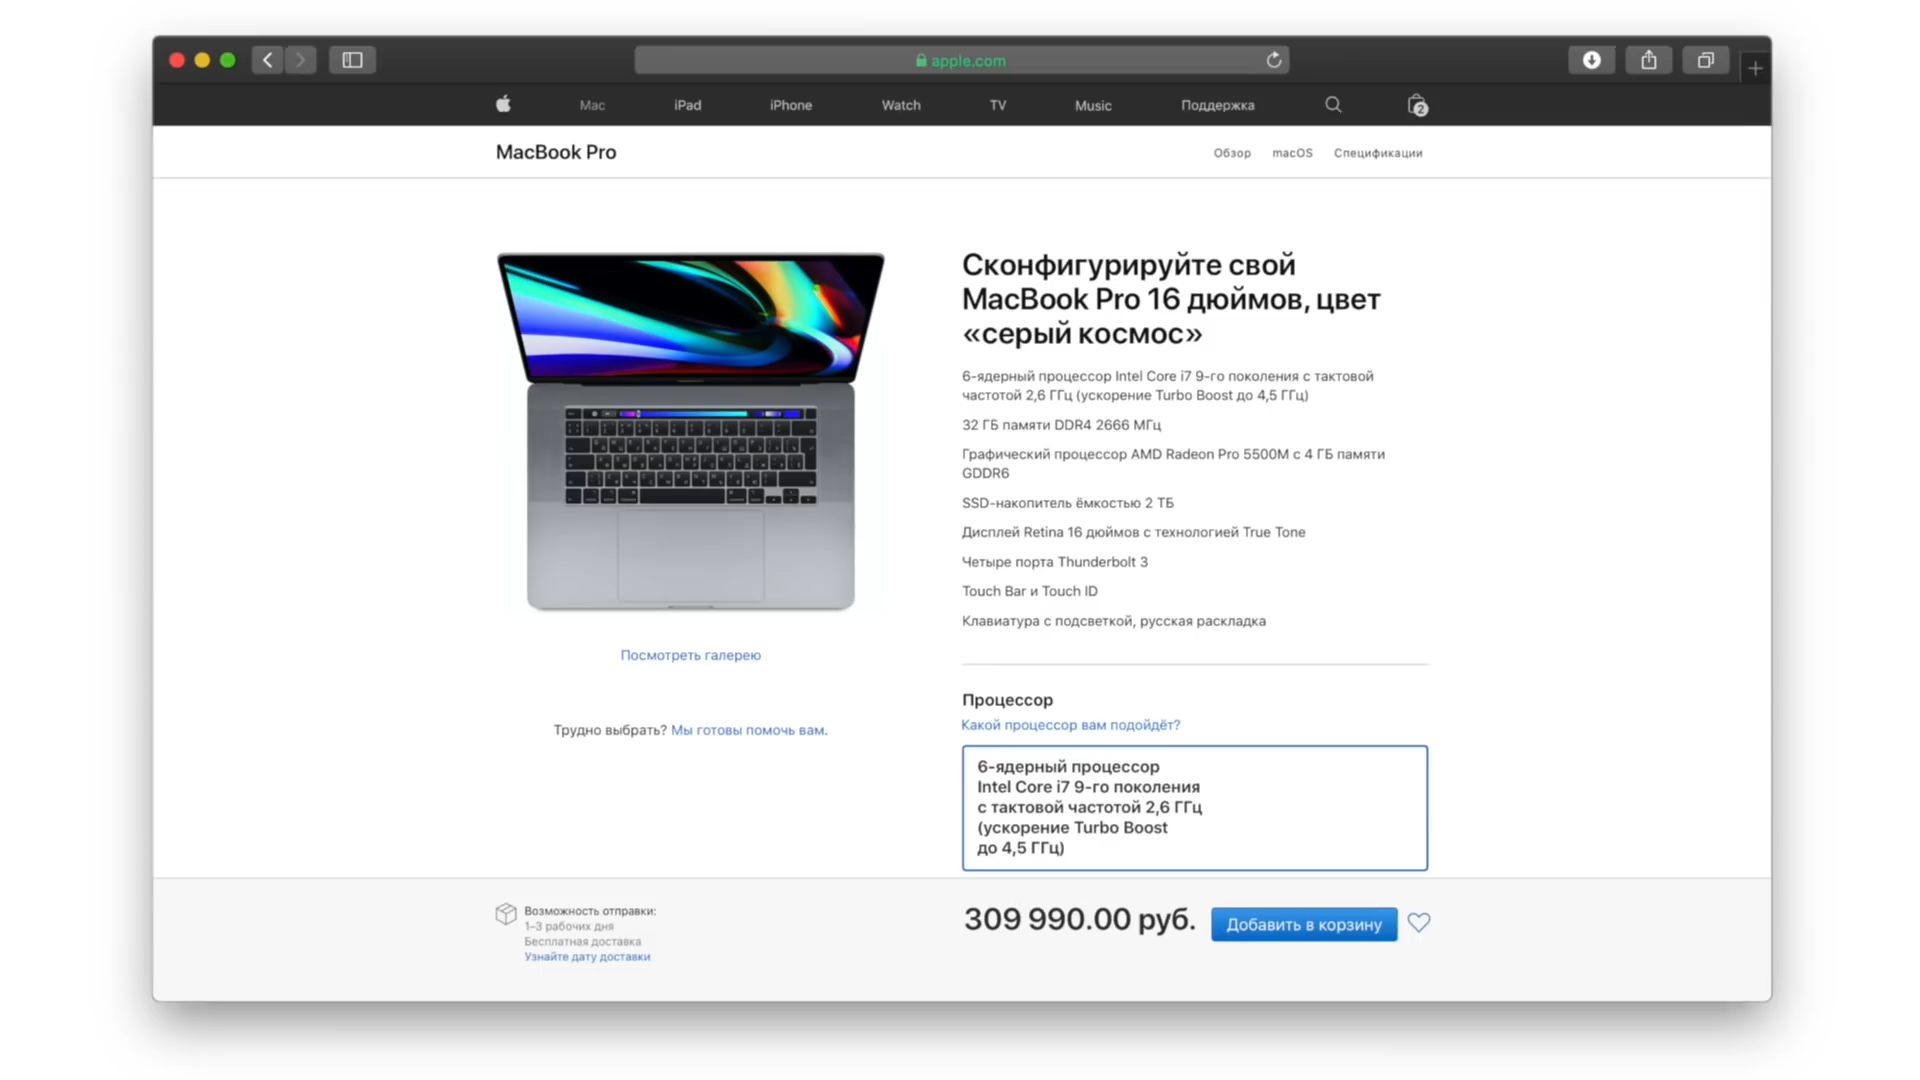 apple.com
Mac iPad iPhone Watch TV Music Поддержка 2
MacBook Pro
Обзор macOS Спецификации
Сконфигурируйте свой
MacBook Pro 16 дюймов, цвет
«серый космос»
6-ядерный процессор Intel Core i7 9-го поколения с тактовой
частотой 2,6 ГГц (ускорение Turbo Boost до 4,5 ГГц)
32 ГБ памяти DDR4 2666 МГц
Графический процессор AMD Radeon Pro 5500M с 4 ГБ памяти
GDDR6
SSD-накопитель ёмкостью 2 ТБ
Дисплей Retina 16 дюймов с технологией True Tone
Четыре порта Thunderbolt 3
Touch Bar и Touch ID
Клавиатура с подсветкой, русская раскладка
Посмотреть галерею
Трудно выбрать? Мы готовы помочь вам.
Процессор
Какой процессор вам подойдёт?
6-ядерный процессор
Intel Core i7 9-го поколения
с тактовой частотой 2,6 ГГц
(ускорение Turbo Boost
до 4,5 ГГц)
Возможность отправки:
1–3 рабочих дня
Бесплатная доставка
Узнайте дату доставки
309 990.00 руб.
Добавить в корзину